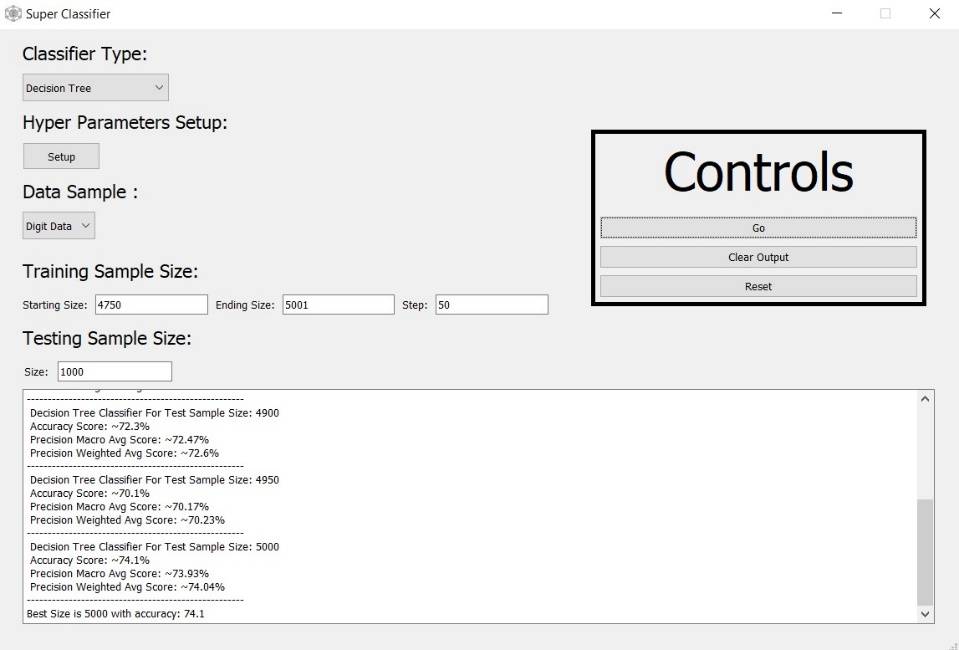 Super Classifier
Classifier Type:
Decision Tree
Hyper Parameters Setup:
Setup
Data Sample :
Digit Data
Training Sample Size:
Starting Size: 4750 Ending Size: 5001 Step: 50
Testing Sample Size:
Size: 1000
Controls
Go
Clear Output
Reset
--------------------------------------------------
Decision Tree Classifier For Test Sample Size: 4900
Accuracy Score: ~72.3%
Precision Macro Avg Score: ~72.47%
Precision Weighted Avg Score: ~72.6%
--------------------------------------------------
Decision Tree Classifier For Test Sample Size: 4950
Accuracy Score: ~70.1%
Precision Macro Avg Score: ~70.17%
Precision Weighted Avg Score: ~70.23%
--------------------------------------------------
Decision Tree Classifier For Test Sample Size: 5000
Accuracy Score: ~74.1%
Precision Macro Avg Score: ~73.93%
Precision Weighted Avg Score: ~74.04%
--------------------------------------------------
Best Size is 5000 with accuracy: 74.1